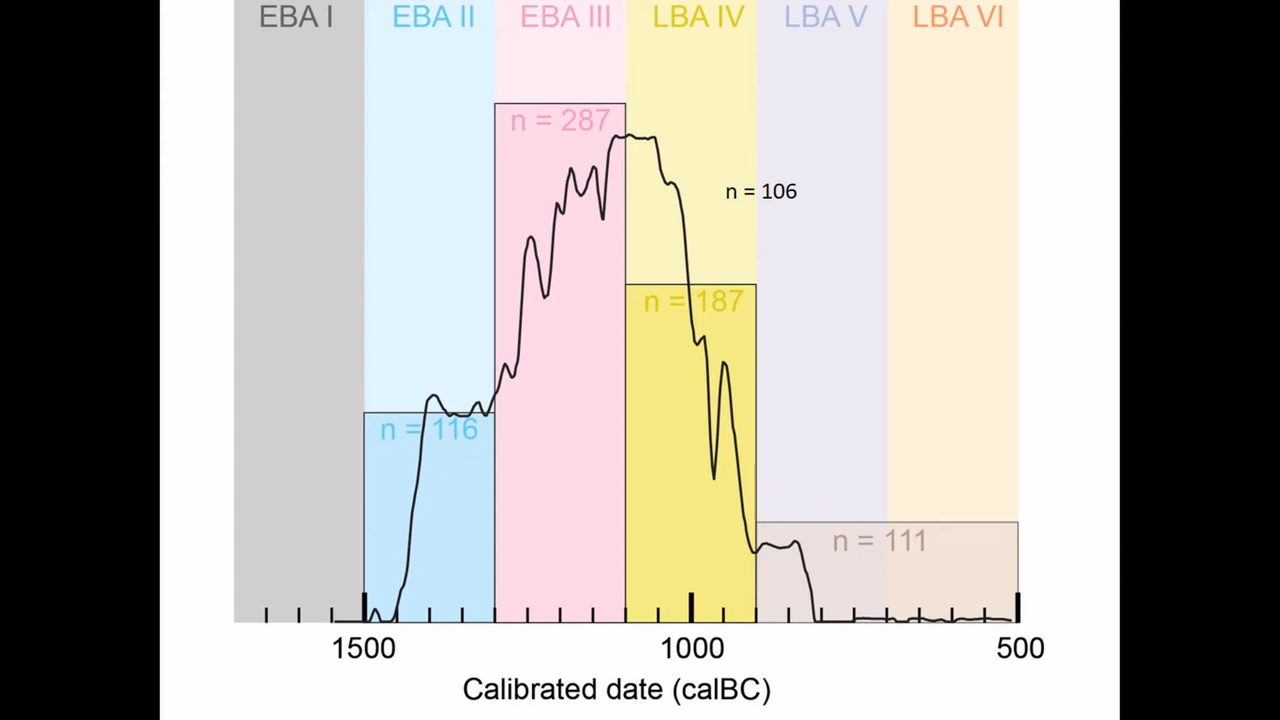 EBA I EBA II EBA III LBA IV LBA V LBA VI
n = 287
n = 106
n = 187
n = 116
n = 111
1500 1000 500
Calibrated date (calBC)